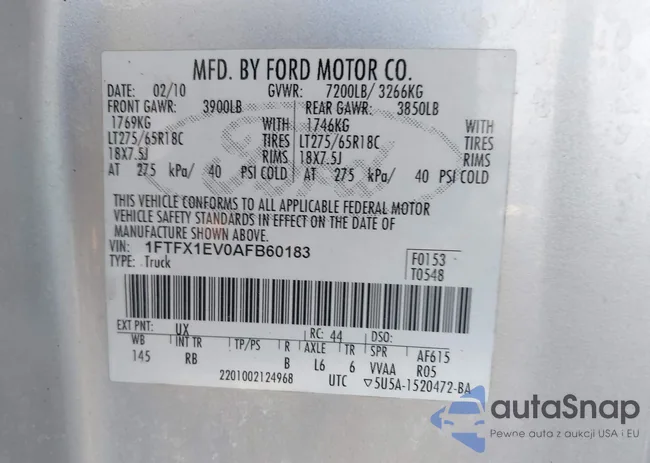 MFD. BY FORD MOTOR CO.
DATE: 02/10 GVWR: 7200LB/ 3266KG
FRONT GAWR: 3900LB REAR GAWR: 3850LB
1769KG WITH 1746KG WITH
LT275/65R18C TIRES LT275/65R18C TIRES
18X7.5J RIMS 18X7.5J RIMS
AT 275 kPa/ 40 PSI COLD AT 275 kPa/ 40 PSI COLD
THIS VEHICLE CONFORMS TO ALL APPLICABLE FEDERAL MOTOR
VEHICLE SAFETY STANDARDS IN EFFECT ON THE DATE OF
MANUFACTURE SHOWN ABOVE.
VIN: 1FTFX1EV0AFB60183 F0153
TYPE: Truck T0548
EXT PNT: UX RC: 44 DSO:
WB INT TR TP/PS R AXLE TR SPR AF615
145 RB B L6 6 VVAA R05
2201002124968 UTC ▽5U5A-1520472-BA
autaSnap
Pewne auta z aukcji USA i EU